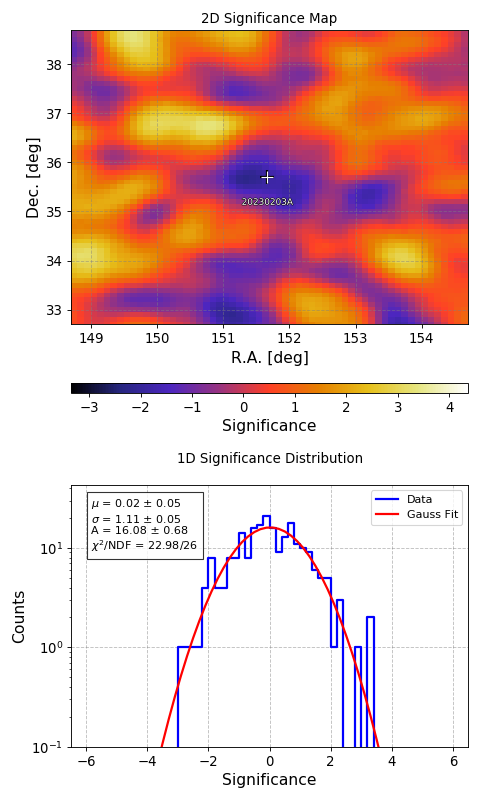 2D Significance Map
38
37
36
35
34
33
Dec. [deg]
20230203A
149 150 151 152 153 154
R.A. [deg]
−3 −2 −1 0 1 2 3 4
Significance
1D Significance Distribution
μ = 0.02 ± 0.05
σ = 1.11 ± 0.05
A = 16.08 ± 0.68
χ²/NDF = 22.98/26
Data
Gauss Fit
10¹
10⁰
10⁻¹
Counts
−6 −4 −2 0 2 4 6
Significance